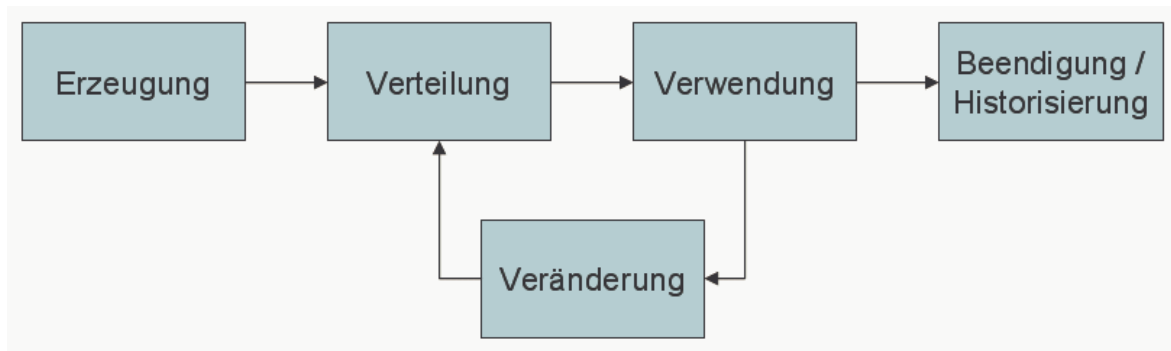 Erzeugung
Verteilung
Verwendung
Beendigung /
Historisierung
Veränderung